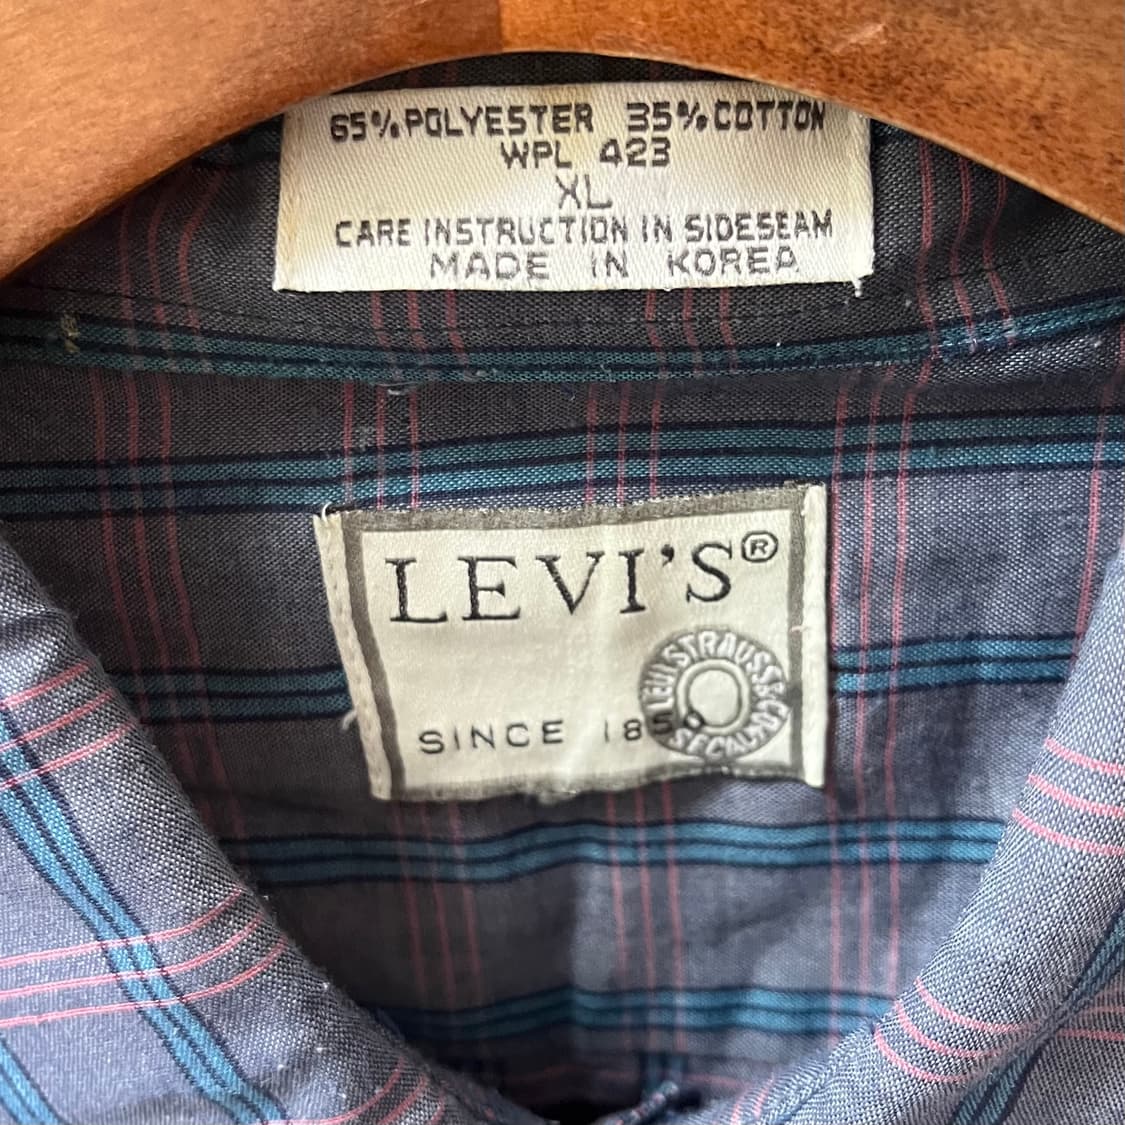 65% POLYESTER 35% COTTON
WPL 423
XL
CARE INSTRUCTION IN SIDESEAM
MADE IN KOREA
LEVI'S®
LEVI STRAUSS & CO.
S.F. CAL.
SINCE 1850